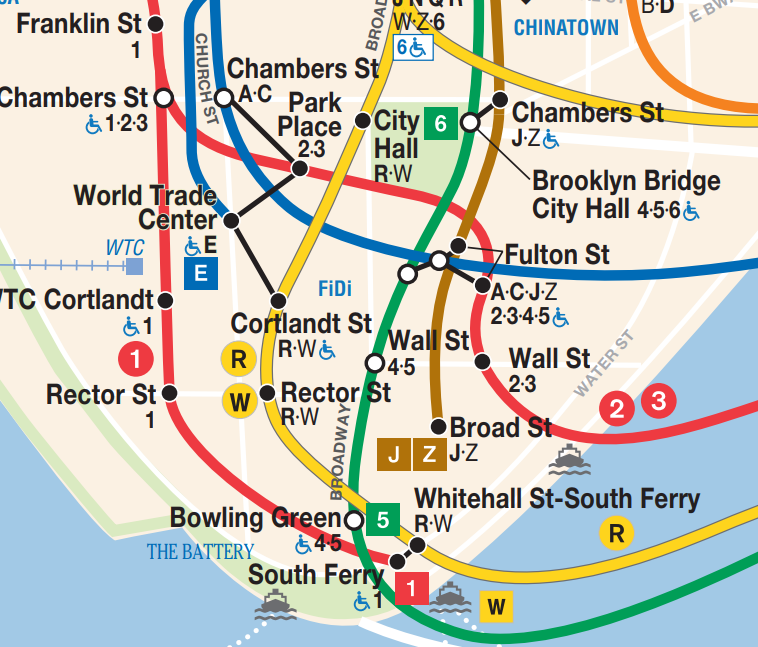 Franklin St
1
CHURCH ST
BROAD
J N Q R
W·Z·6
6
CHINATOWN
B·D
E BW
Chambers St
A·C
Chambers St
1·2·3
Park
Place
2·3
City
Hall
R·W
6
Chambers St
J·Z
Brooklyn Bridge
City Hall 4·5·6
World Trade
Center
E
E
WTC
Fulton St
A·C·J·Z
2·3·4·5
FiDi
WTC Cortlandt
1
Cortlandt St
R·W
1
R
W
Wall St
4·5
Wall St
2·3
WATER ST
Rector St
1
Rector St
R·W
2
3
BROADWAY
Broad St
J·Z
J
Z
Whitehall St-South Ferry
R·W
Bowling Green
4·5
5
R
THE BATTERY
South Ferry
1
1
W